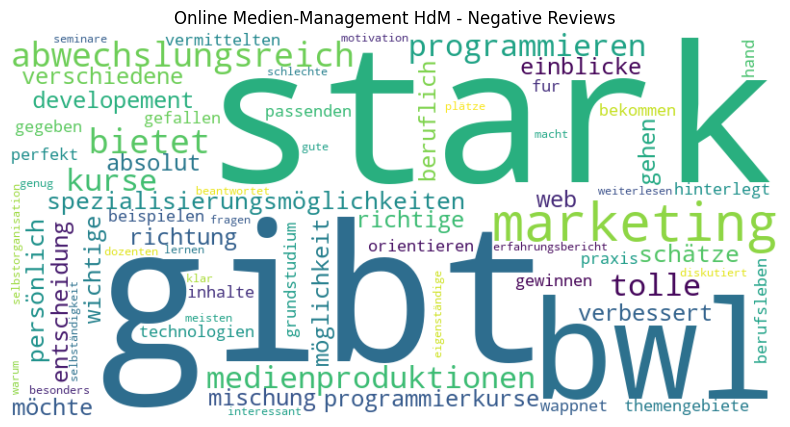 Online Medien-Management HdM - Negative Reviews
seminare
vermittelten
motivation
abwechslungsreich
programmieren
stark
hand
verschiedene
schlechte
einblicke
developement
passenden
beruflich
platze
fur
bekommen
gegeben
gefallen
bietet
gute
macht
gehen
perfekt
absolut
genug
kurse
beantwortet
weiterlesen
hinterlegt
selbstorganisation
spezialisierungsmöglichkeiten
web
marketing
persönlich
entscheidung
wichtige
beispielen
fragen
richtige
richtung
orientieren
erfahrungsbericht
schätze
dozenten
lernen
grundstudium
möglichkeit
praxis
diskutiert
berufsleben
selbständigkeit
gibt
klar
inhalte
eigenständige
gewinnen
tolle
meisten
technologien
verbessert
bwl
warum
medienproduktionen
besonders
mischung
programmierkurse
wappnet
themengebiete
möchte
interessant